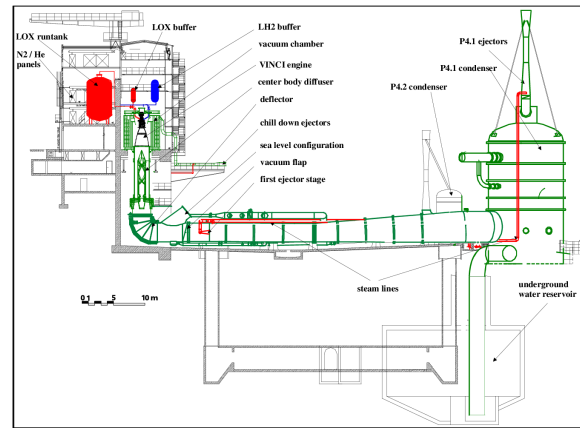 LOX runtank
N2 / He
panels
LOX buffer
LH2 buffer
vacuum chamber
VINCI engine
center body diffuser
deflector
chill down ejectors
sea level configuration
vacuum flap
first ejector stage
P4.1 ejectors
P4.1 condenser
P4.2 condenser
steam lines
underground
water reservoir
0 1 5 10 m